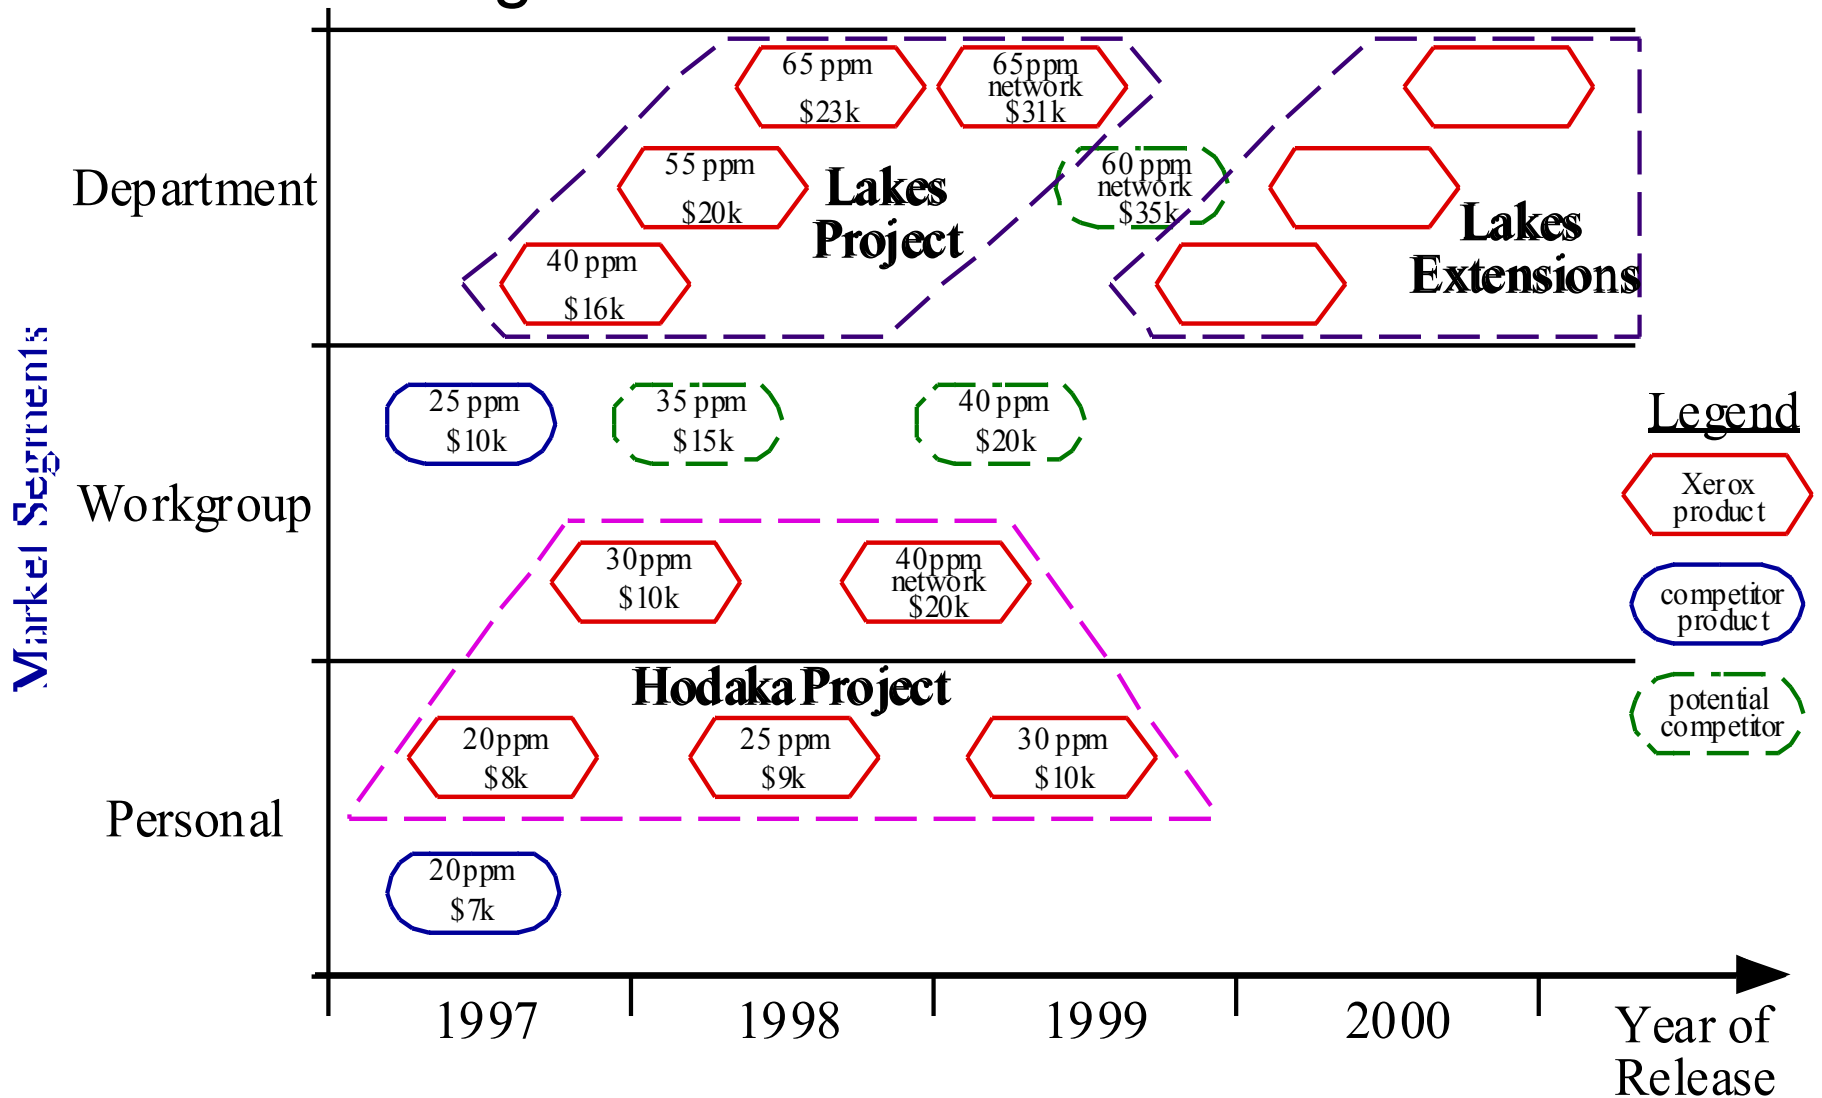 65 ppm
$23k
65ppm
network
$31k
Department
55 ppm
$20k
Lakes
Project
60 ppm
network
$35k
40 ppm
$16k
Lakes
Extensions
Market Segments
Workgroup
25 ppm
$10k
35 ppm
$15k
40 ppm
$20k
30ppm
$10k
40ppm
network
$20k
Hodaka Project
Personal
20ppm
$8k
25 ppm
$9k
30 ppm
$10k
20ppm
$7k
Legend
Xerox
product
competitor
product
potential
competitor
1997
1998
1999
2000
Year of
Release